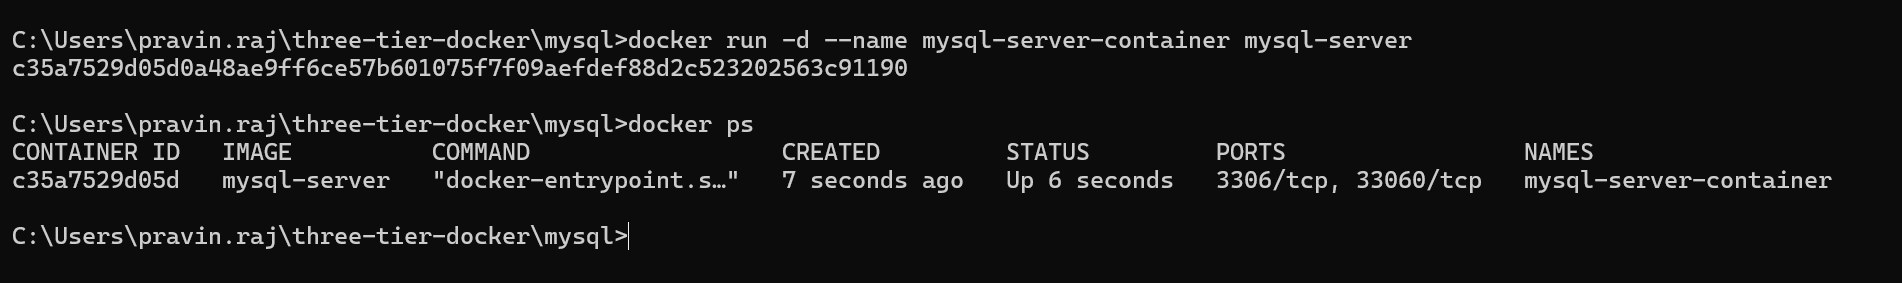 C:\Users\pravin.raj\three-tier-docker\mysql>docker run -d --name mysql-server-container mysql-server
c35a7529d05d0a48ae9ff6ce57b601075f7f09aefdef88d2c523202563c91190
C:\Users\pravin.raj\three-tier-docker\mysql>docker ps
CONTAINER ID   IMAGE          COMMAND                  CREATED         STATUS         PORTS                 NAMES
c35a7529d05d   mysql-server   "docker-entrypoint.s…"   7 seconds ago   Up 6 seconds   3306/tcp, 33060/tcp   mysql-server-container
C:\Users\pravin.raj\three-tier-docker\mysql>